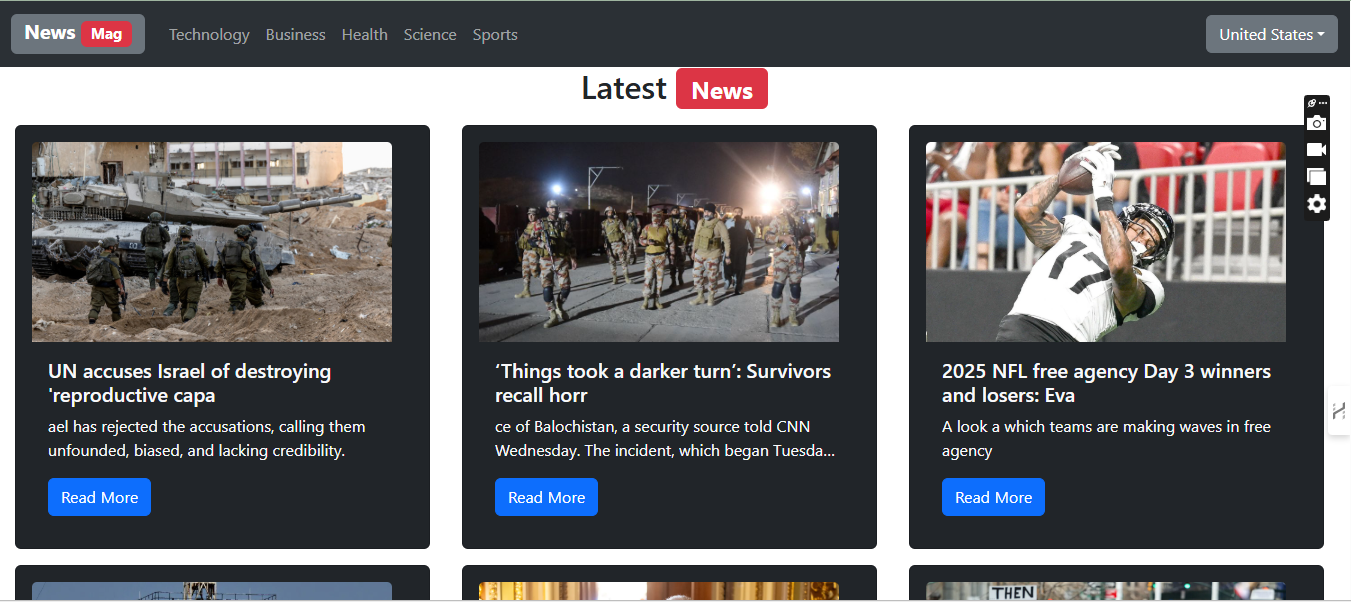 News Mag
Technology Business Health Science Sports
United States
Latest News
17
UN accuses Israel of destroying
'reproductive capa
ael has rejected the accusations, calling them
unfounded, biased, and lacking credibility.
Read More
‘Things took a darker turn’: Survivors
recall horr
ce of Balochistan, a security source told CNN
Wednesday. The incident, which began Tuesda...
Read More
2025 NFL free agency Day 3 winners
and losers: Eva
A look a which teams are making waves in free
agency
Read More
THEN